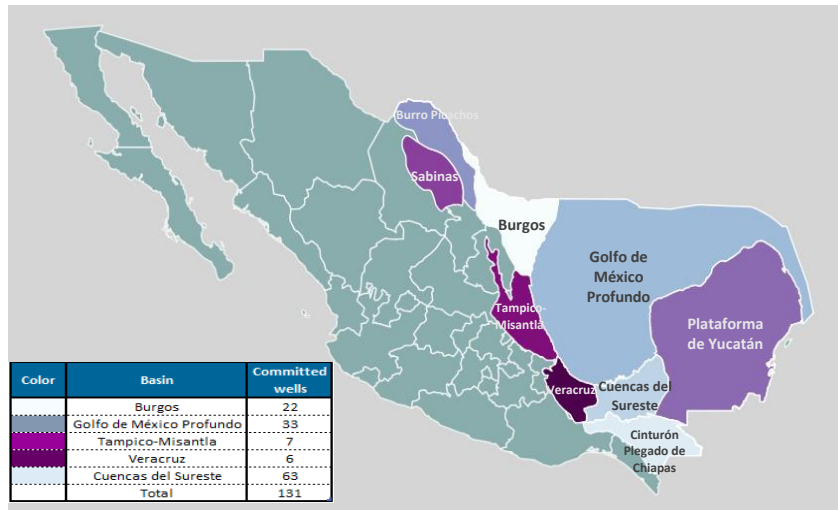 Burro Picachos
Sabinas
Burgos
Golfo de
México
Profundo
Tampico-
Misantla
Plataforma
de Yucatán
Veracruz
Cuencas del
Sureste
Cinturón
Plegado de
Chiapas
Color Basin Committed wells
Burgos 22
Golfo de México Profundo 33
Tampico-Misantla 7
Veracruz 6
Cuencas del Sureste 63
Total 131